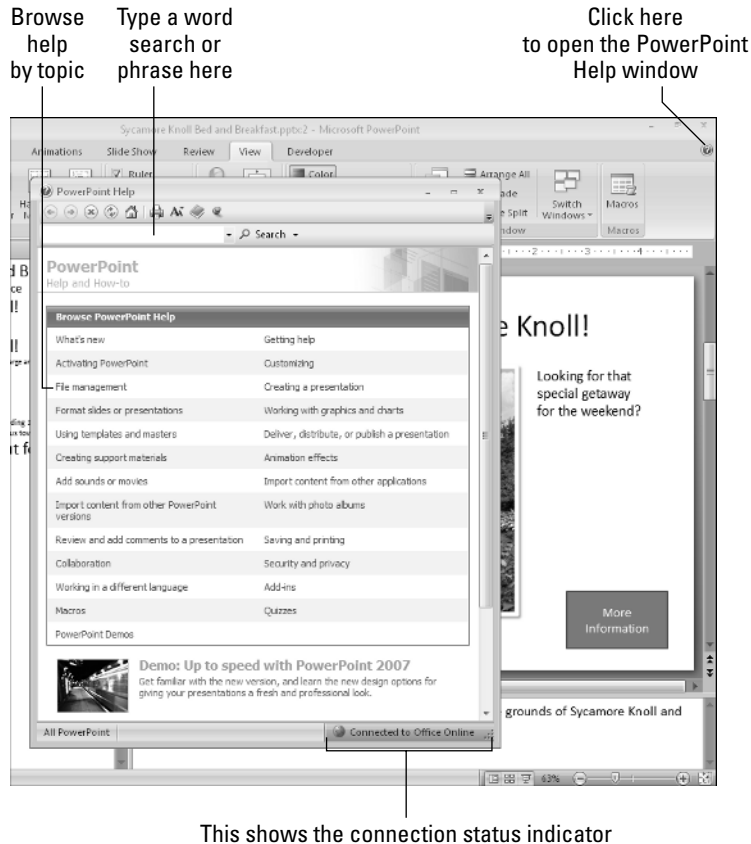 Browse help by topic
Type a word search or phrase here
Click here to open the PowerPoint Help window
Sycamore Knoll Bed and Breakfast.pptx2 - Microsoft PowerPoint
Animations Slide Show Review View Developer
Ruler
Color
Arrange All
Switch Windows
Macros
Split
Macros
PowerPoint Help
Search
PowerPoint
Help and How-to
Browse PowerPoint Help
What's new Getting help
Activating PowerPoint Customizing
File management Creating a presentation
Format slides or presentations Working with graphics and charts
Using templates and masters Deliver, distribute, or publish a presentation
Creating support materials Animation effects
Add sounds or movies Import content from other applications
Import content from other PowerPoint versions Work with photo albums
Review and add comments to a presentation Saving and printing
Collaboration Security and privacy
Working in a different language Add-ins
Macros Quizzes
PowerPoint Demos
Demo: Up to speed with PowerPoint 2007
Get familiar with the new version, and learn the new design options for
giving your presentations a fresh and professional look.
All PowerPoint Connected to Office Online
e Knoll!
Looking for that
special getaway
for the weekend?
More
Information
grounds of Sycamore Knoll and
63%
This shows the connection status indicator